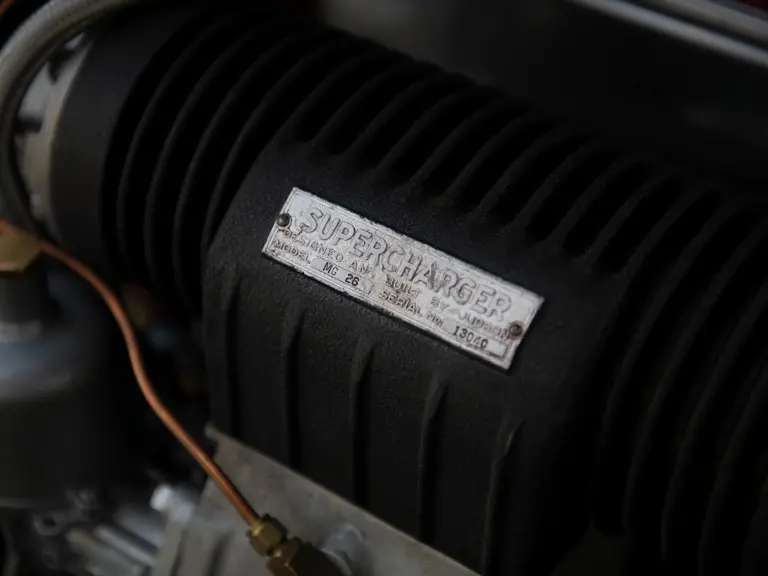 SUPERCHARGER
DESIGNED AND BUILT BY JUDSON
MODEL MG 26 SERIAL No. 13040